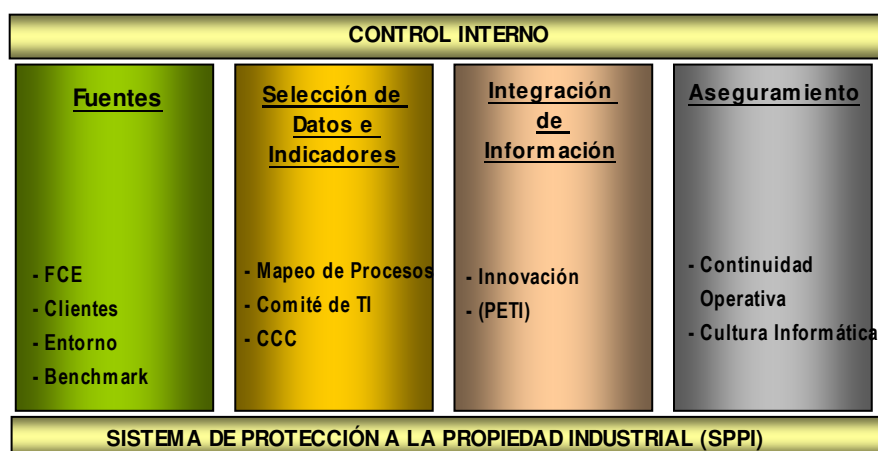 CONTROL INTERNO
Fuentes
- FCE
- Clientes
- Entorno
- Benchmark
Selección de
Datos e
Indicadores
- Mapeo de Procesos
- Comité de TI
- CCC
Integración
de
Información
- Innovación
- (PETI)
Aseguramiento
- Continuidad
Operativa
- Cultura Informática
SISTEMA DE PROTECCIÓN A LA PROPIEDAD INDUSTRIAL (SPPI)